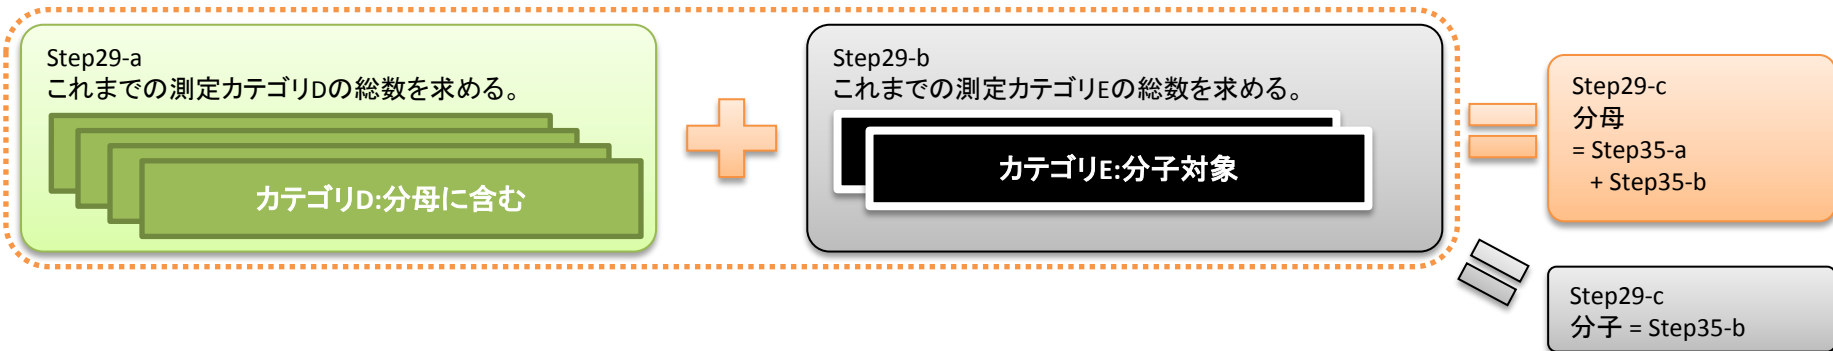 Step29-a
これまでの測定カテゴリDの総数を求める。
カテゴリD:分母に含む
Step29-b
これまでの測定カテゴリEの総数を求める。
カテゴリE:分子対象
Step29-c
分母
= Step35-a
+ Step35-b
Step29-c
分子 = Step35-b